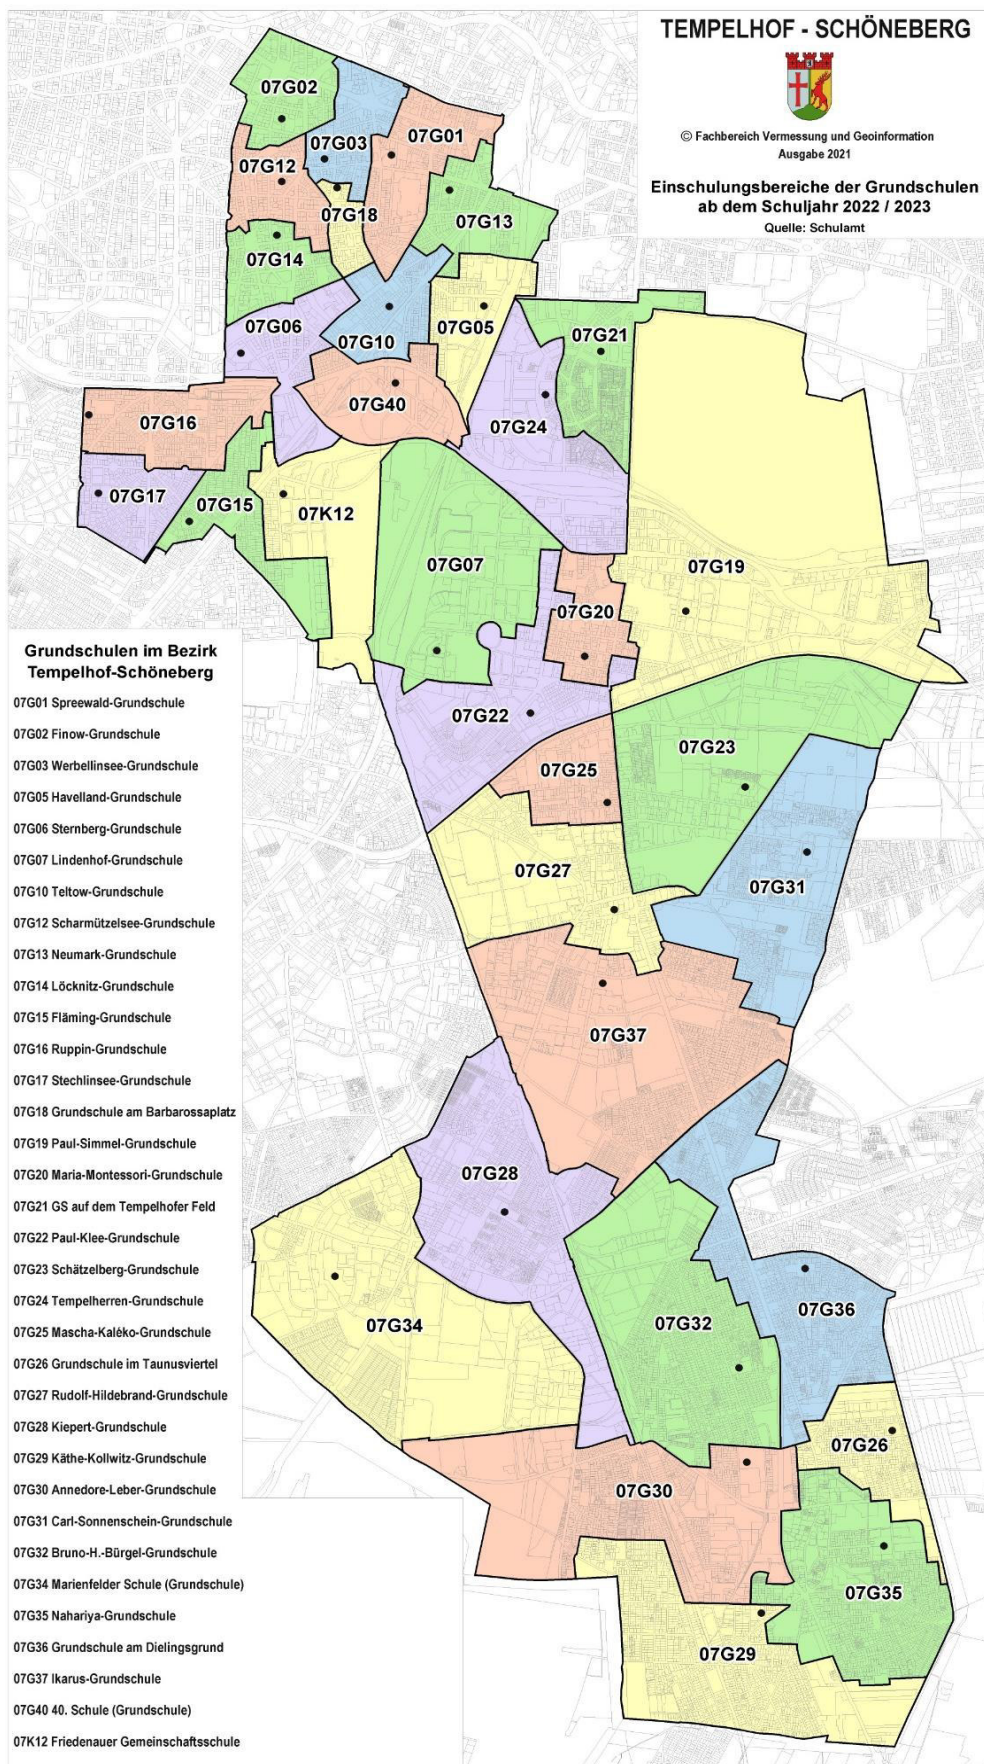 TEMPELHOF - SCHÖNEBERG
© Fachbereich Vermessung und Geoinformation
Ausgabe 2021
Einschulungsbereiche der Grundschulen
ab dem Schuljahr 2022 / 2023
Quelle: Schulamt
07G02
07G03
07G01
07G12
07G18
07G13
07G14
07G06
07G10
07G05
07G21
07G40
07G16
07G24
07G17
07G15
07K12
07G07
07G19
07G20
07G22
07G23
07G25
07G27
07G31
07G37
07G28
07G34
07G32
07G36
07G26
07G30
07G35
07G29
Grundschulen im Bezirk
Tempelhof-Schöneberg
07G01 Spreewald-Grundschule
07G02 Finow-Grundschule
07G03 Werbellinsee-Grundschule
07G05 Havelland-Grundschule
07G06 Sternberg-Grundschule
07G07 Lindenhof-Grundschule
07G10 Teltow-Grundschule
07G12 Scharmützelsee-Grundschule
07G13 Neumark-Grundschule
07G14 Löcknitz-Grundschule
07G15 Fläming-Grundschule
07G16 Ruppin-Grundschule
07G17 Stechlinsee-Grundschule
07G18 Grundschule am Barbarossaplatz
07G19 Paul-Simmel-Grundschule
07G20 Maria-Montessori-Grundschule
07G21 GS auf dem Tempelhofer Feld
07G22 Paul-Klee-Grundschule
07G23 Schätzelberg-Grundschule
07G24 Tempelherren-Grundschule
07G25 Mascha-Kaléko-Grundschule
07G26 Grundschule im Taunusviertel
07G27 Rudolf-Hildebrand-Grundschule
07G28 Kiepert-Grundschule
07G29 Käthe-Kollwitz-Grundschule
07G30 Annedore-Leber-Grundschule
07G31 Carl-Sonnenschein-Grundschule
07G32 Bruno-H.-Bürgel-Grundschule
07G34 Marienfelder Schule (Grundschule)
07G35 Nahariya-Grundschule
07G36 Grundschule am Dielingsgrund
07G37 Ikarus-Grundschule
07G40 40. Schule (Grundschule)
07K12 Friedenauer Gemeinschaftsschule